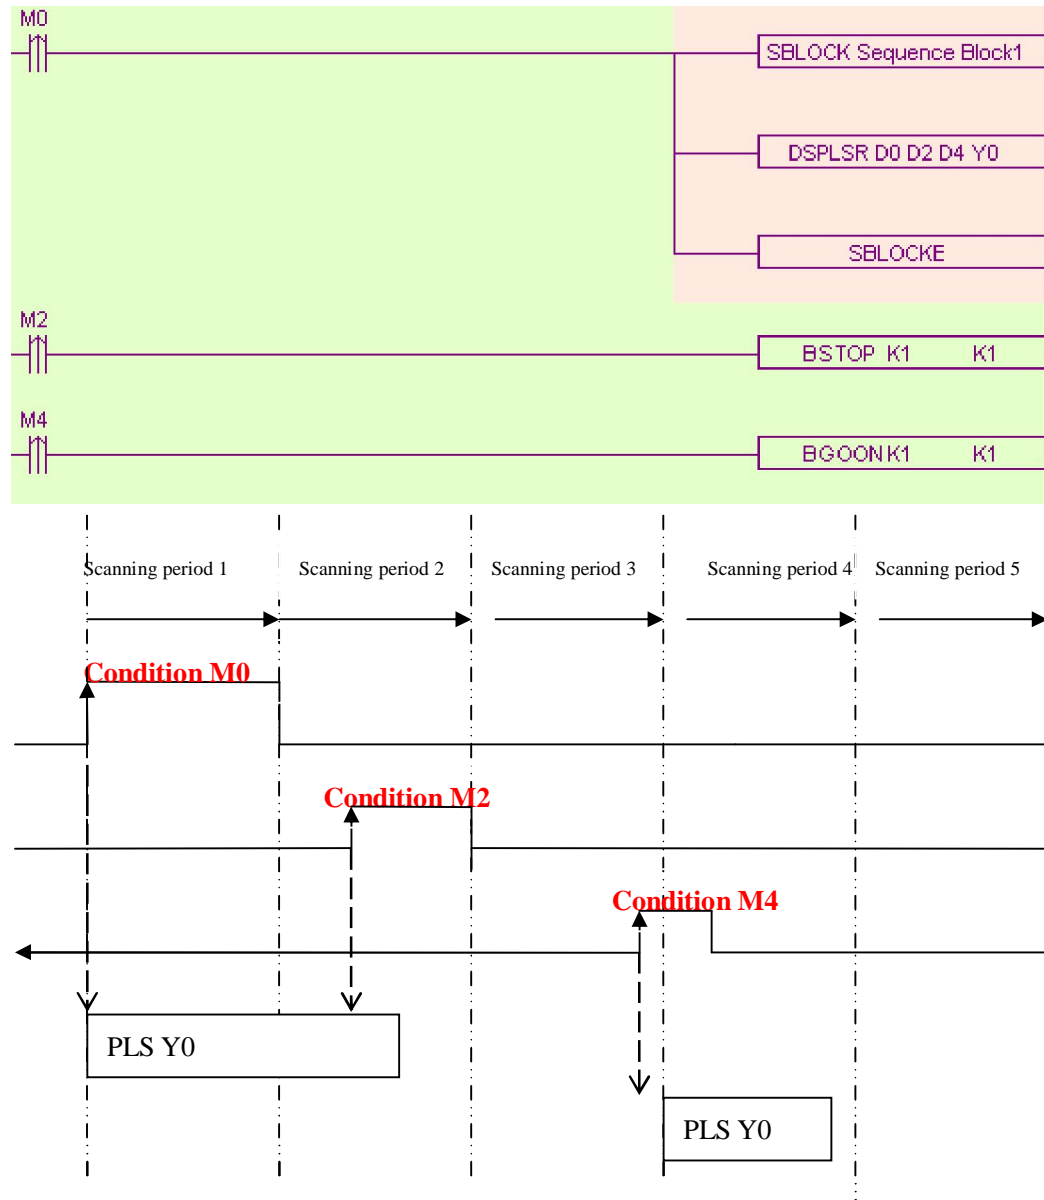 M0
SBLOCK Sequence Block1
DSPLSR D0 D2 D4 Y0
SBLOCKE
M2
BSTOP K1 K1
M4
BGOON K1 K1
Scanning period 1 Scanning period 2 Scanning period 3 Scanning period 4 Scanning period 5
Condition M0
Condition M2
Condition M4
PLS Y0
PLS Y0